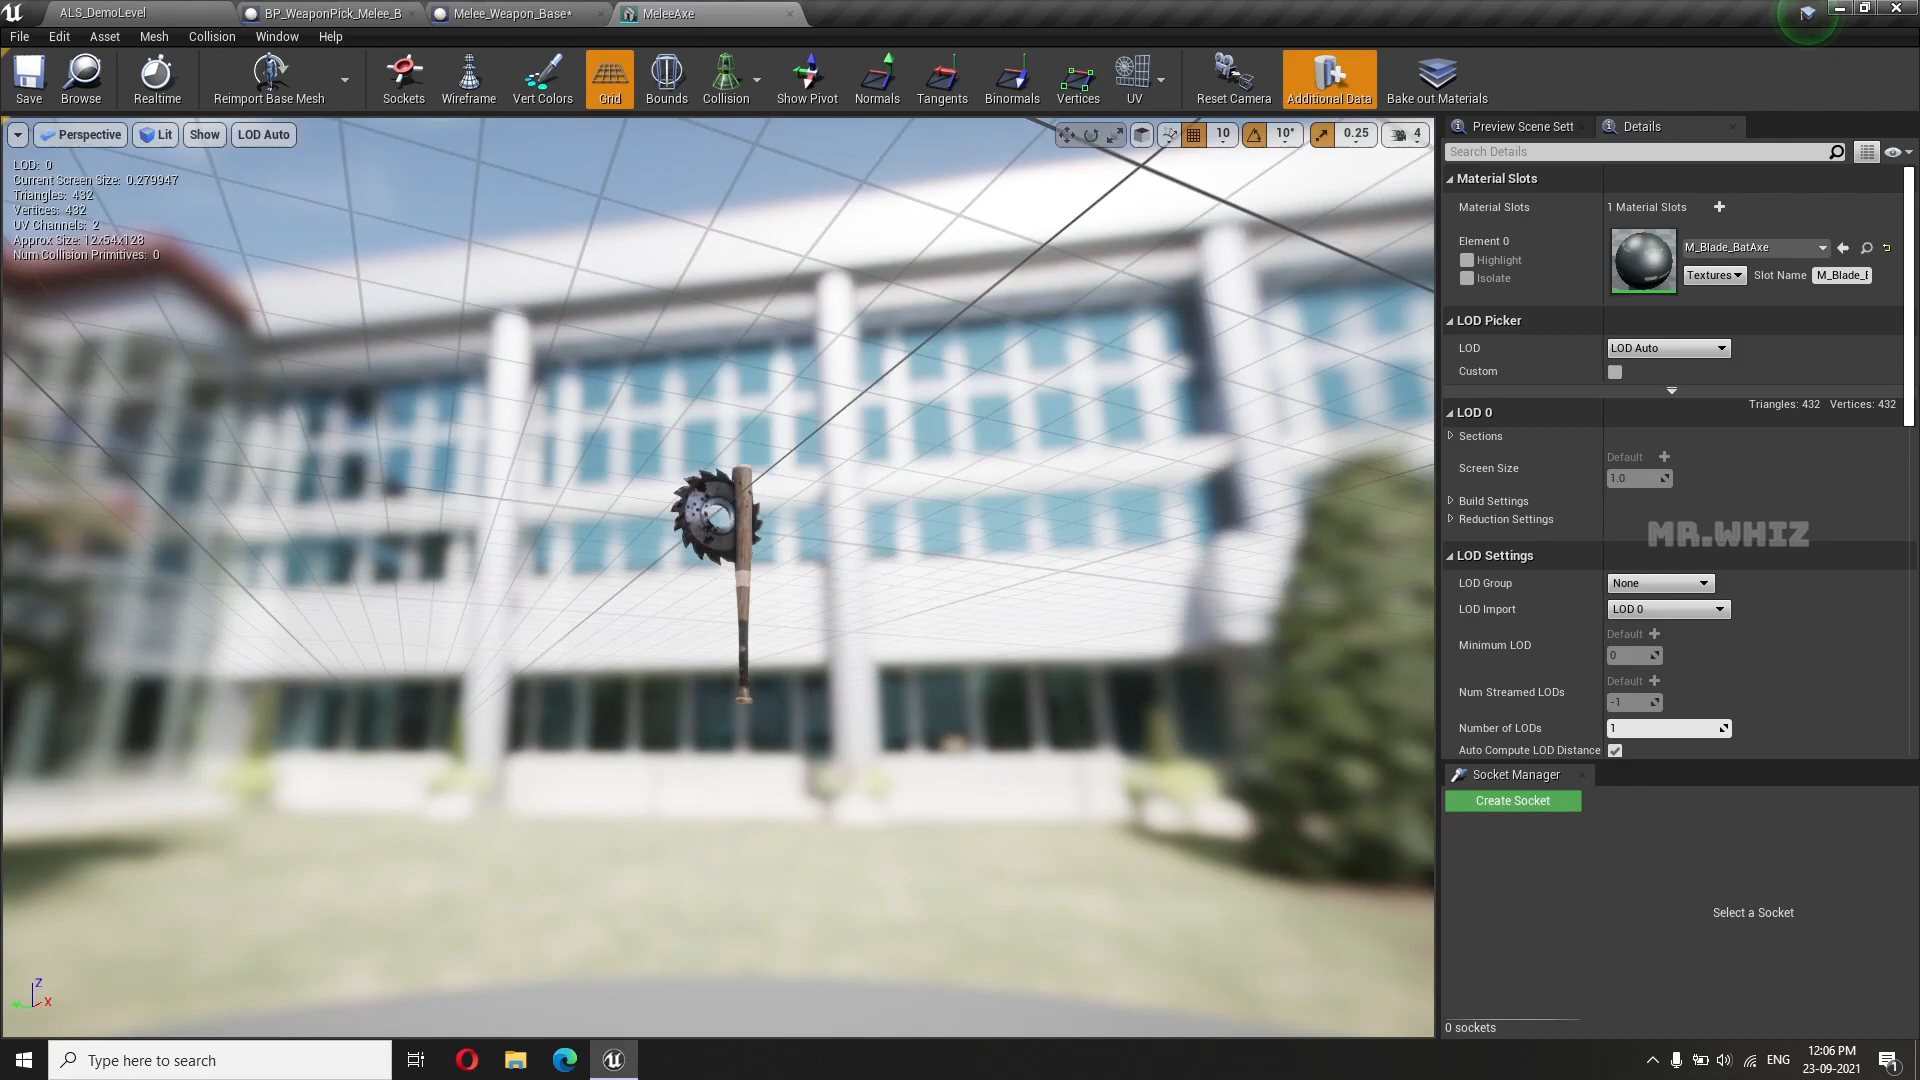 ALS_DemoLevel
BP_WeaponPick_Melee_B
Melee_Weapon_Base*
MeleeAxe
File Edit Asset Mesh Collision Window Help
Save
Browse
Realtime
Reimport Base Mesh
Sockets
Wireframe
Vert Colors
Grid
Bounds
Collision
Show Pivot
Normals
Tangents
Binormals
Vertices
UV
Reset Camera
Additional Data
Bake out Materials
Perspective
Lit
Show
LOD Auto
10
10°
0.25
4
LOD: 0
Current Screen Size: 0.279947
Triangles: 432
Vertices: 432
UV Channels: 2
Approx Size: 12x54x128
Num Collision Primitives: 0
Z
X
Preview Scene Sett
Details
Search Details
Material Slots
Material Slots
1 Material Slots
Element 0
Highlight
Isolate
M_Blade_BatAxe
Textures
Slot Name
M_Blade_E
LOD Picker
LOD
LOD Auto
Custom
LOD 0
Triangles: 432 Vertices: 432
Sections
Screen Size
Default
1.0
Build Settings
Reduction Settings
MR.WHIZ
LOD Settings
LOD Group
None
LOD Import
LOD 0
Minimum LOD
Default
0
Num Streamed LODs
Default
-1
Number of LODs
1
Auto Compute LOD Distance
Socket Manager
Create Socket
Select a Socket
0 sockets
Type here to search
ENG
12:06 PM
23-09-2021
1